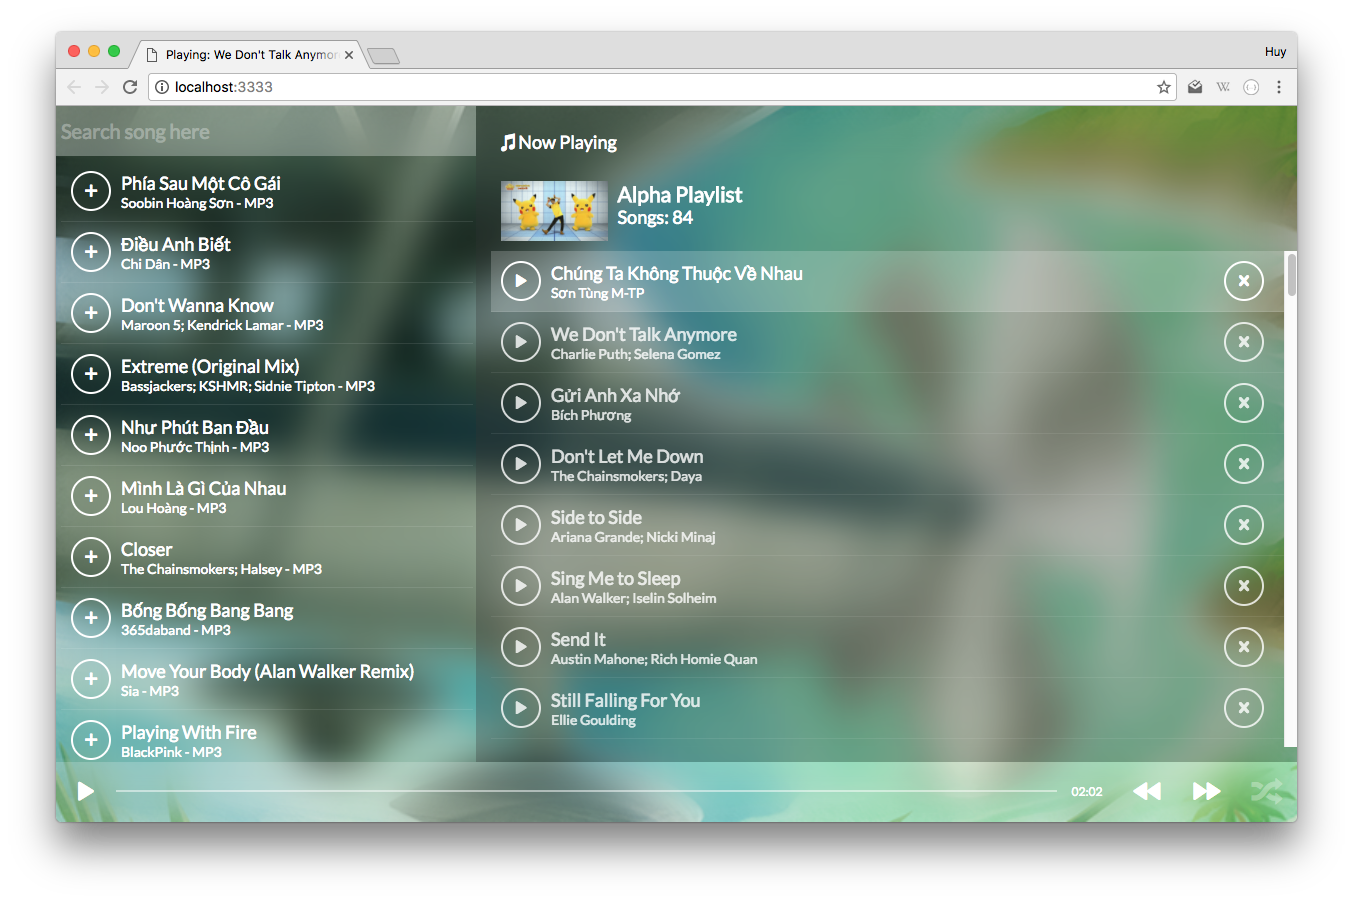 Playing: We Don't Talk Anymor
Huy
localhost:3333
Search song here
Phía Sau Một Cô Gái
Soobin Hoàng Sơn - MP3
Điều Anh Biết
Chi Dân - MP3
Don't Wanna Know
Maroon 5; Kendrick Lamar - MP3
Extreme (Original Mix)
Bassjackers; KSHMR; Sidnie Tipton - MP3
Như Phút Ban Đầu
Noo Phước Thịnh - MP3
Mình Là Gì Của Nhau
Lou Hoàng - MP3
Closer
The Chainsmokers; Halsey - MP3
Bống Bống Bang Bang
365daband - MP3
Move Your Body (Alan Walker Remix)
Sia - MP3
Playing With Fire
BlackPink - MP3
Now Playing
Alpha Playlist
Songs: 84
Chúng Ta Không Thuộc Về Nhau
Sơn Tùng M-TP
We Don't Talk Anymore
Charlie Puth; Selena Gomez
Gửi Anh Xa Nhớ
Bích Phương
Don't Let Me Down
The Chainsmokers; Daya
Side to Side
Ariana Grande; Nicki Minaj
Sing Me to Sleep
Alan Walker; Iselin Solheim
Send It
Austin Mahone; Rich Homie Quan
Still Falling For You
Ellie Goulding
02:02